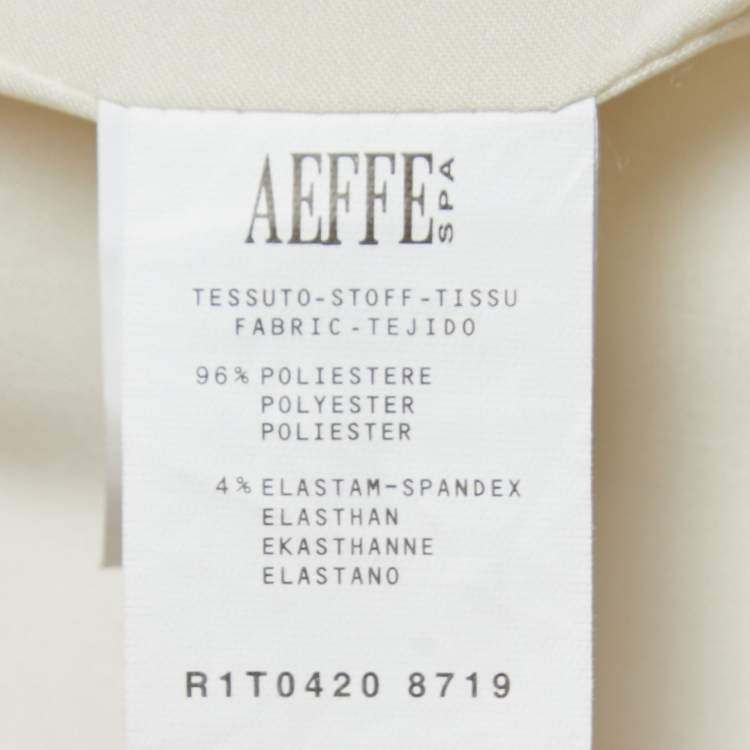 AEFFE SPA
TESSUTO-STOFF-TISSU
FABRIC-TEJIDO
96% POLIESTERE
POLYESTER
POLIESTER
4% ELASTAM-SPANDEX
ELASTHAN
EKASTHANNE
ELASTANO
R1T0420 8719